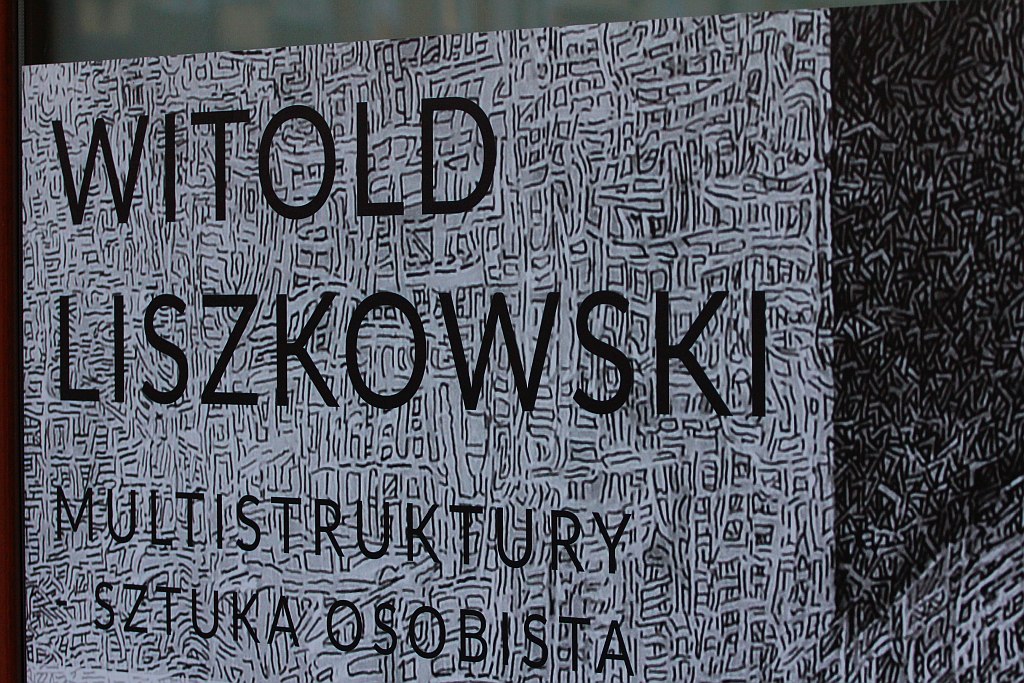 WITOLD
LISZKOWSKI
MULTISTRUKTURY
- SZTUKA OSOBISTA